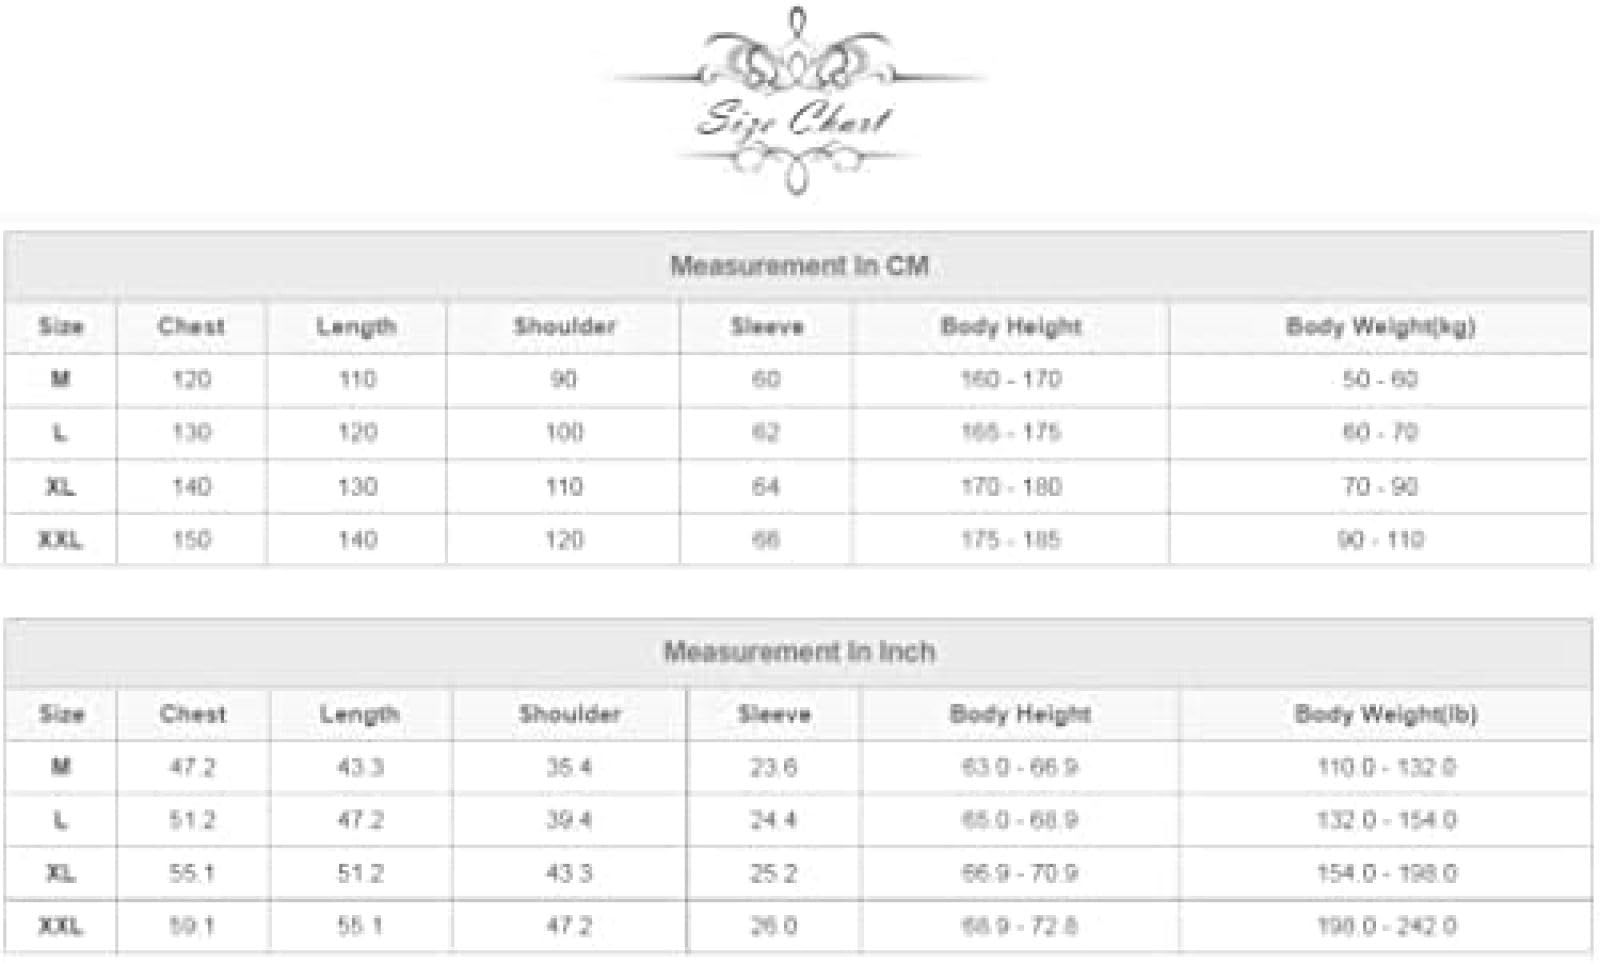 Size Chart
Measurement In CM
Size Chest Length Shoulder Sleeve Body Height Body Weight(kg)
M 120 110 90 60 160 - 170 50 - 60
L 130 120 100 62 165 - 175 60 - 70
XL 140 130 110 64 170 - 180 70 - 90
XXL 150 140 120 66 175 - 185 90 - 110
Measurement In Inch
Size Chest Length Shoulder Sleeve Body Height Body Weight(lb)
M 47.2 43.3 35.4 23.6 63.0 - 66.9 110.0 - 132.0
L 51.2 47.2 39.4 24.4 65.0 - 68.9 132.0 - 154.0
XL 55.1 51.2 43.3 25.2 66.9 - 70.9 154.0 - 198.0
XXL 59.1 55.1 47.2 26.0 68.9 - 72.8 198.0 - 242.0